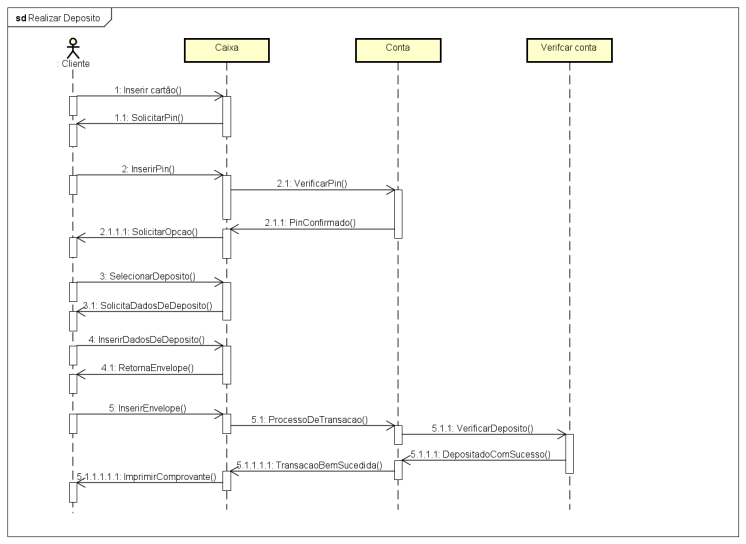 sd Realizar Deposito
Caixa
Conta
Verifcar conta
: Cliente
1: Inserir cartão()
1.1: SolicitarPin()
2: InserirPin()
2.1: VerificarPin()
2.1.1: PinConfirmado()
2.1.1.1: SolicitarOpcao()
3: SelecionarDeposito()
3.1: SolicitaDadosDeDeposito()
4: InserirDadosDeDeposito()
4.1: RetornaEnvelope()
5: InserirEnvelope()
5.1: ProcessoDeTransacao()
5.1.1: VerificarDeposito()
5.1.1.1: DepositadoComSucesso()
5.1.1.1.1: TransacaoBemSucedida()
5.1.1.1.1.1: ImprimirComprovante()